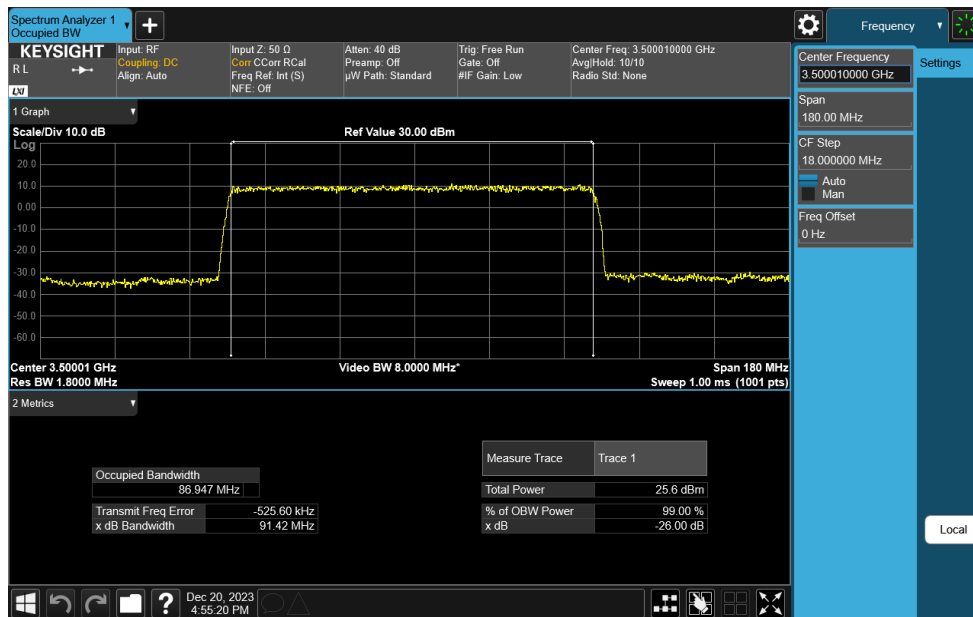 Spectrum Analyzer 1
Occupied BW
Frequency
KEYSIGHT
R L
LXI
Input: RF
Coupling: DC
Align: Auto
Input Z: 50 Ω
Corr CCorr RCal
Freq Ref: Int (S)
NFE: Off
Atten: 40 dB
Preamp: Off
µW Path: Standard
Trig: Free Run
Gate: Off
#IF Gain: Low
Center Freq: 3.500010000 GHz
Avg|Hold: 10/10
Radio Std: None
Center Frequency
3.500010000 GHz
Settings
Span
180.00 MHz
CF Step
18.000000 MHz
Auto
Man
Freq Offset
0 Hz
1 Graph
Scale/Div 10.0 dB
Ref Value 30.00 dBm
Log
20.0
10.0
0.00
-10.0
-20.0
-30.0
-40.0
-50.0
-60.0
Center 3.50001 GHz
Video BW 8.0000 MHz*
Span 180 MHz
Res BW 1.8000 MHz
Sweep 1.00 ms (1001 pts)
2 Metrics
Measure Trace Trace 1
Occupied Bandwidth
86.947 MHz
Total Power 25.6 dBm
Transmit Freq Error -525.60 kHz
% of OBW Power 99.00 %
x dB Bandwidth 91.42 MHz
x dB -26.00 dB
Local
?
Dec 20, 2023
4:55:20 PM